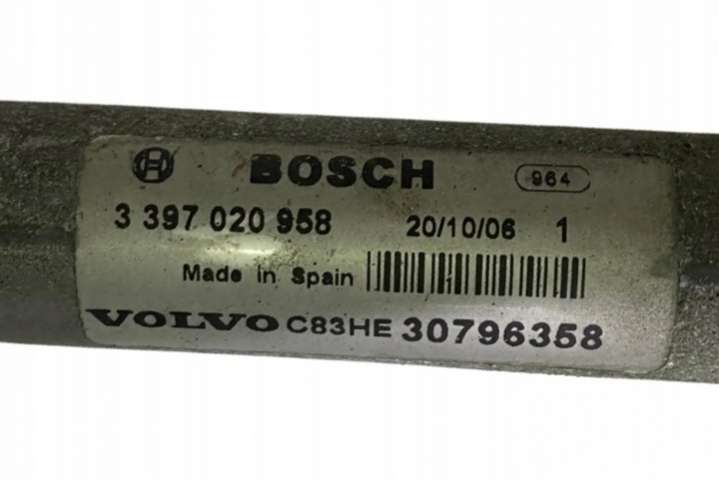 BOSCH 964
3 397 020 958 20/10/06 1
Made in Spain
VOLVO C83HE 30796358